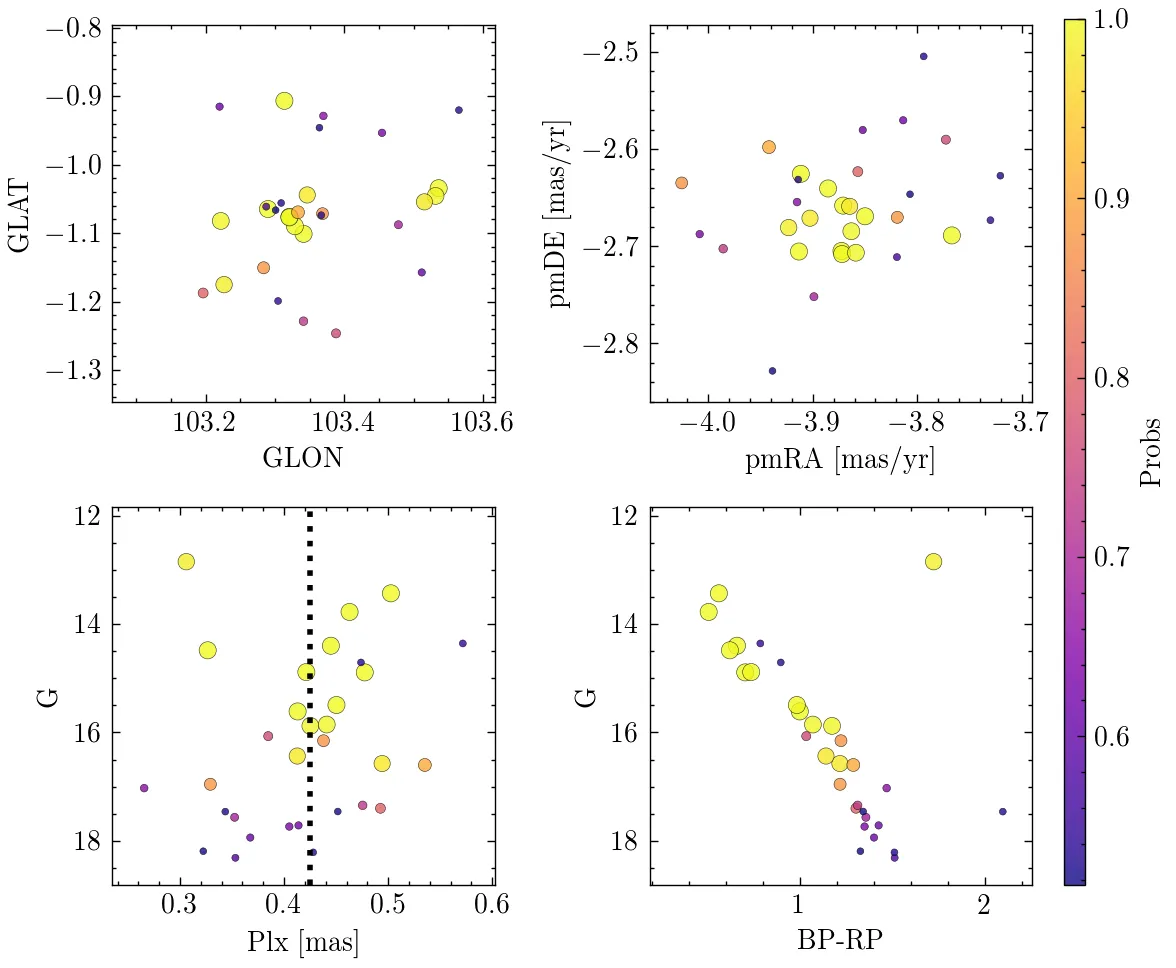 −0.8
−0.9
−1.0
−1.1
−1.2
−1.3
GLAT
103.2 103.4 103.6
GLON
−2.5
−2.6
−2.7
−2.8
pmDE [mas/yr]
−4.0 −3.9 −3.8 −3.7
pmRA [mas/yr]
12
14
16
18
G
0.3 0.4 0.5 0.6
Plx [mas]
12
14
16
18
G
1 2
BP-RP
1.0
0.9
0.8
0.7
0.6
Probs